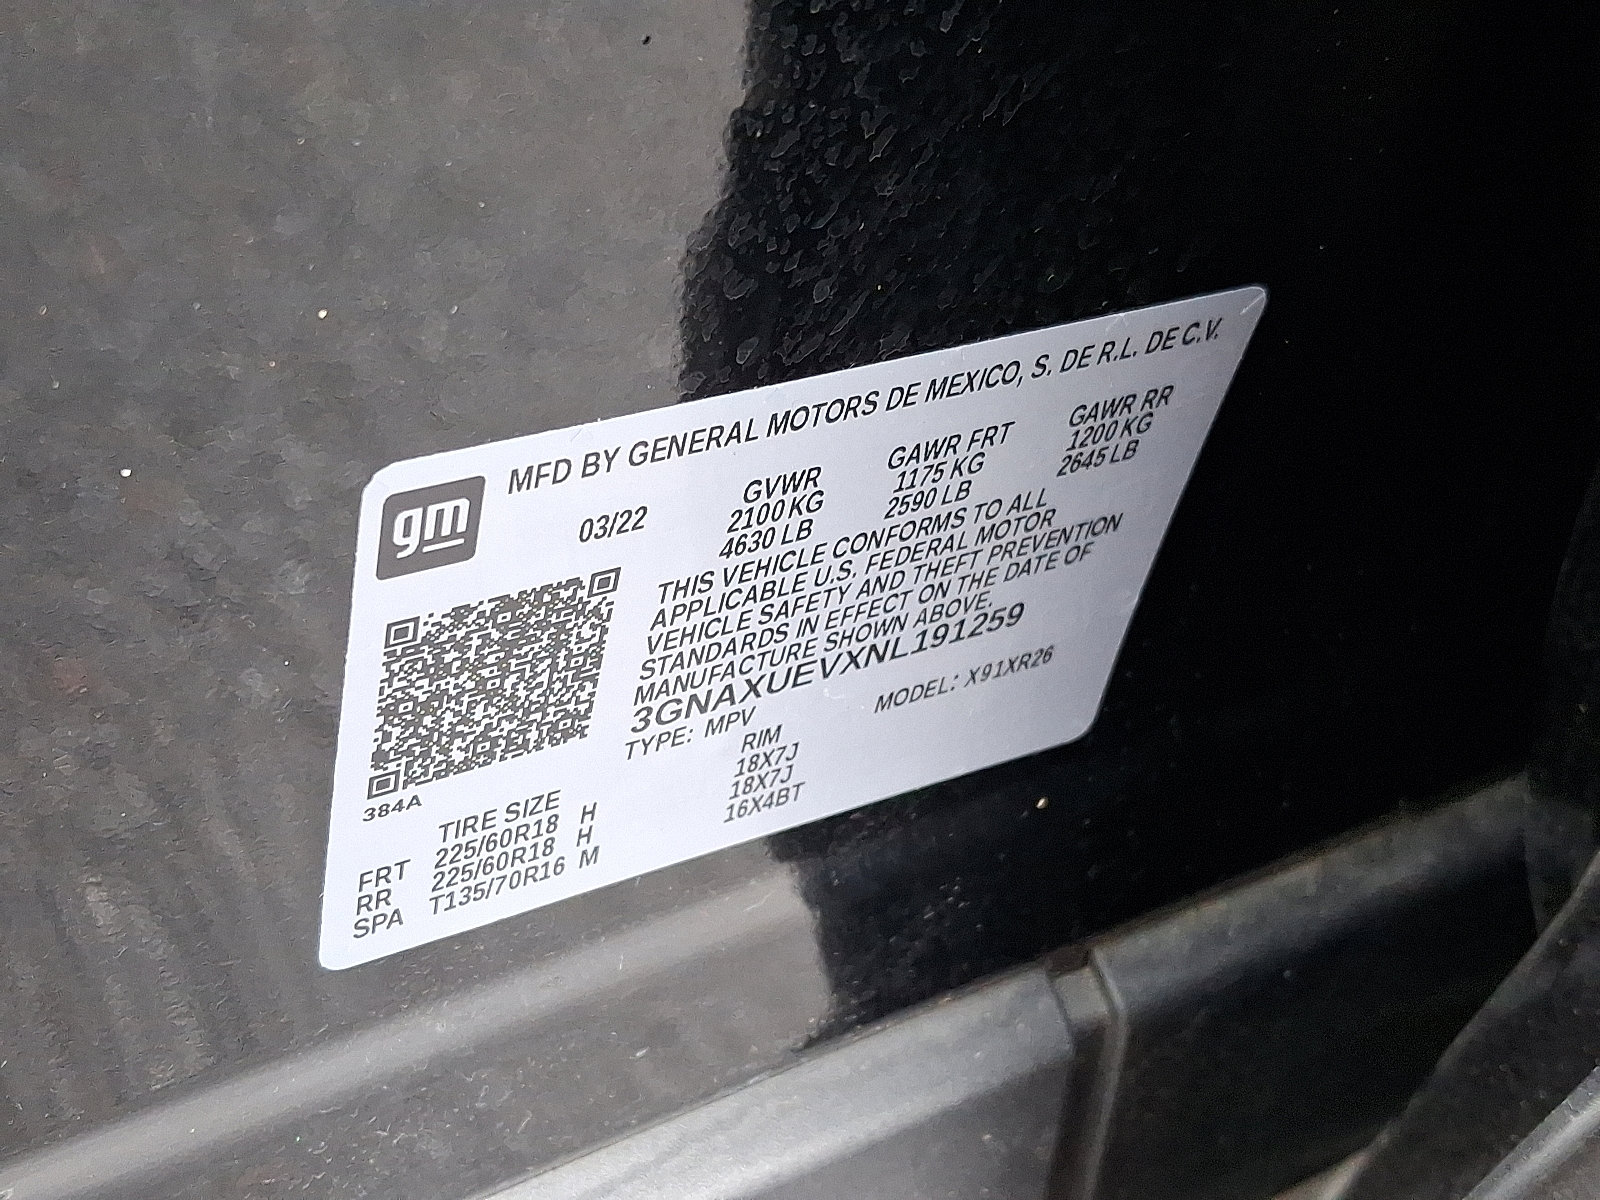 MFD BY GENERAL MOTORS DE MEXICO, S. DE R.L. DE C.V.
gm
03/22
GVWR GAWR FRT GAWR RR
2100 KG 1175 KG 1200 KG
4630 LB 2590 LB 2645 LB
THIS VEHICLE CONFORMS TO ALL
APPLICABLE U.S. FEDERAL MOTOR
VEHICLE SAFETY AND THEFT PREVENTION
STANDARDS IN EFFECT ON THE DATE OF
MANUFACTURE SHOWN ABOVE.
3GNAXUEVXNL191259
TYPE: MPV MODEL: X91XR26
384A
TIRE SIZE RIM
FRT 225/60R18 H 18X7J
RR 225/60R18 H 18X7J
SPA T135/70R16 M 16X4BT